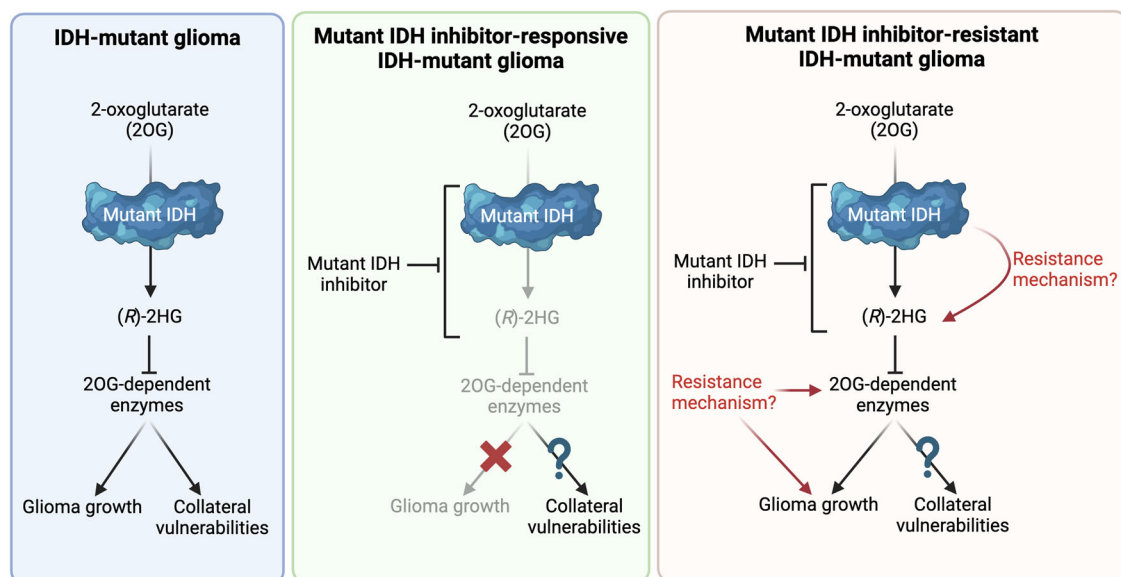 IDH-mutant glioma
2-oxoglutarate
(2OG)
Mutant IDH
(R)-2HG
2OG-dependent
enzymes
Glioma growth
Collateral
vulnerabilities
Mutant IDH inhibitor-responsive
IDH-mutant glioma
2-oxoglutarate
(2OG)
Mutant IDH
Mutant IDH
inhibitor
(R)-2HG
2OG-dependent
enzymes
?
Glioma growth
Collateral
vulnerabilities
Mutant IDH inhibitor-resistant
IDH-mutant glioma
2-oxoglutarate
(2OG)
Mutant IDH
Mutant IDH
inhibitor
Resistance
mechanism?
(R)-2HG
Resistance
mechanism?
2OG-dependent
enzymes
?
Glioma growth
Collateral
vulnerabilities